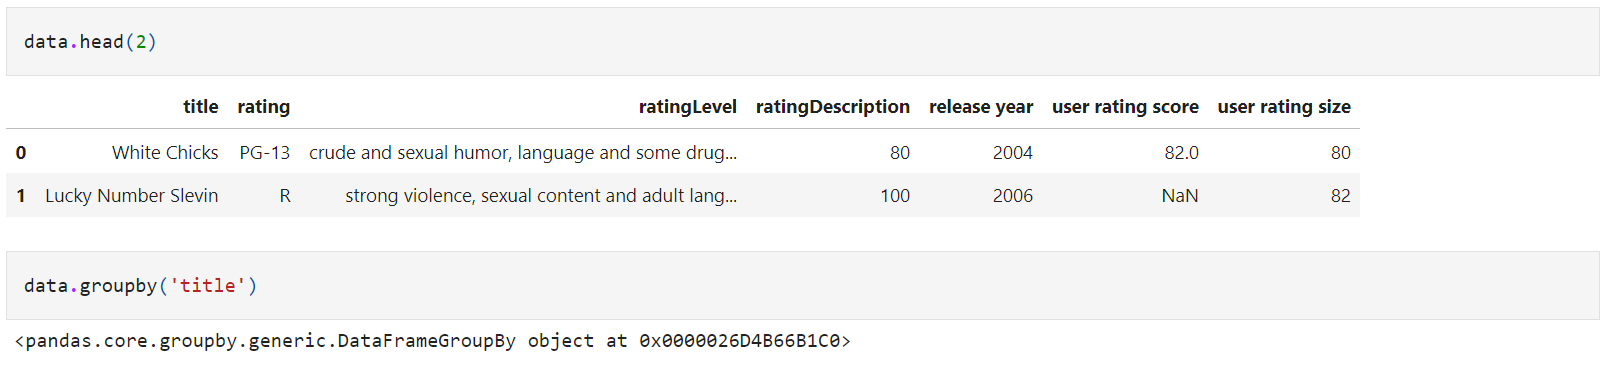 data.head(2)
title rating ratingLevel ratingDescription release year user rating score user rating size
0 White Chicks PG-13 crude and sexual humor, language and some drug... 80 2004 82.0 80
1 Lucky Number Slevin R strong violence, sexual content and adult lang... 100 2006 NaN 82
data.groupby('title')
<pandas.core.groupby.generic.DataFrameGroupBy object at 0x0000026D4B66B1C0>